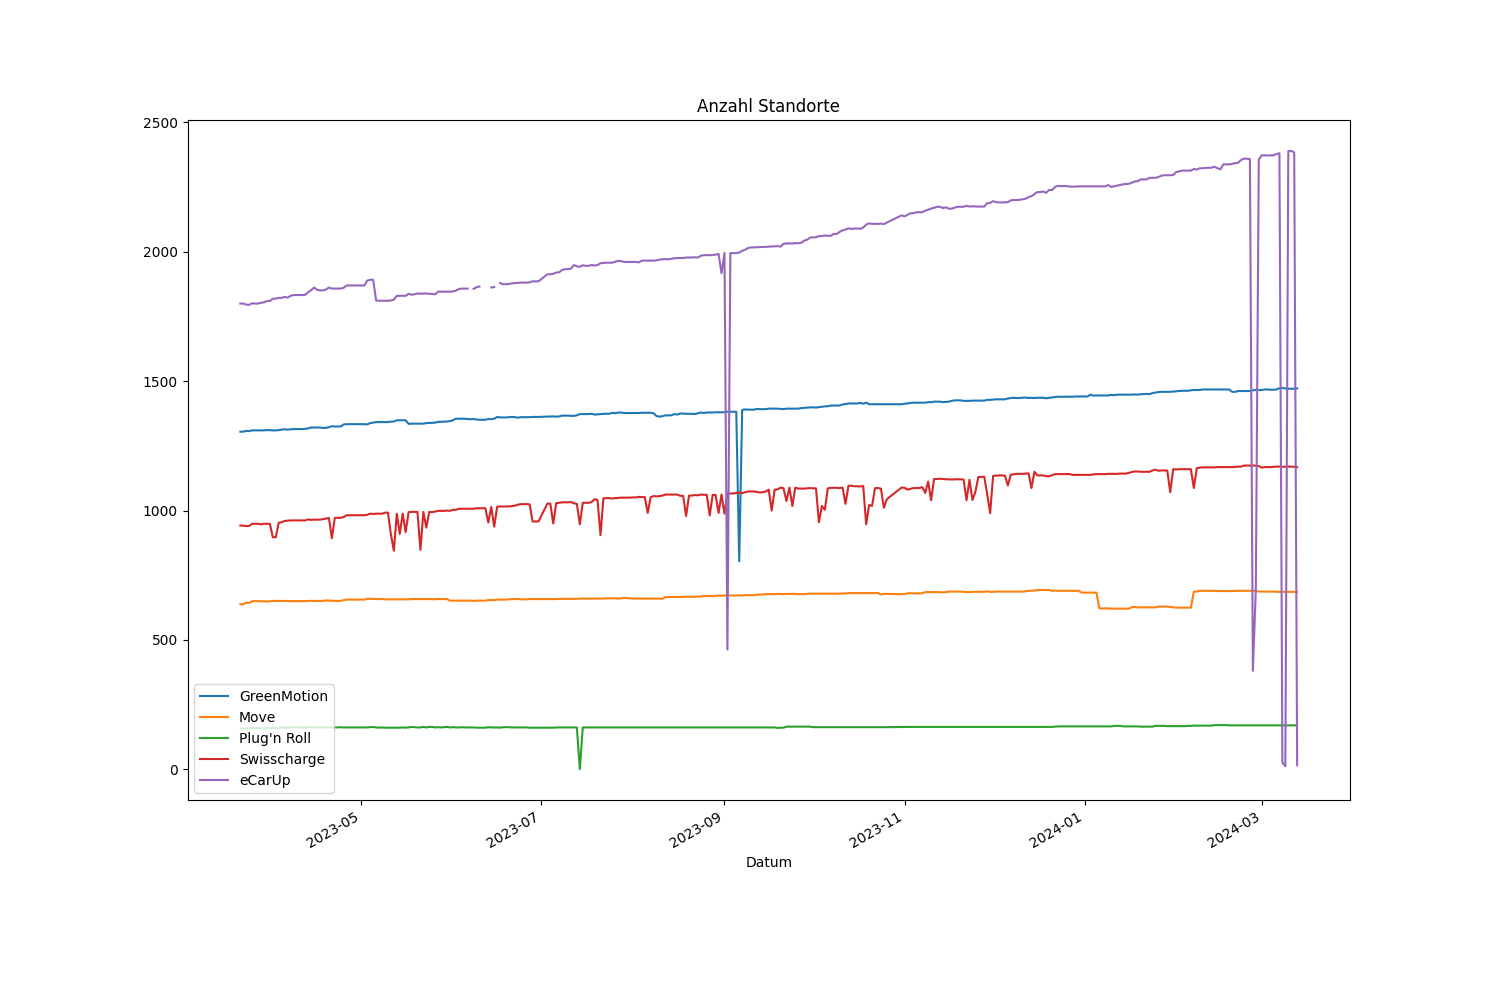 Anzahl Standorte
2500
2000
1500
1000
500
0
GreenMotion
Move
Plug'n Roll
Swisscharge
eCarUp
2023-05
2023-07
2023-09
2023-11
2024-01
2024-03
Datum